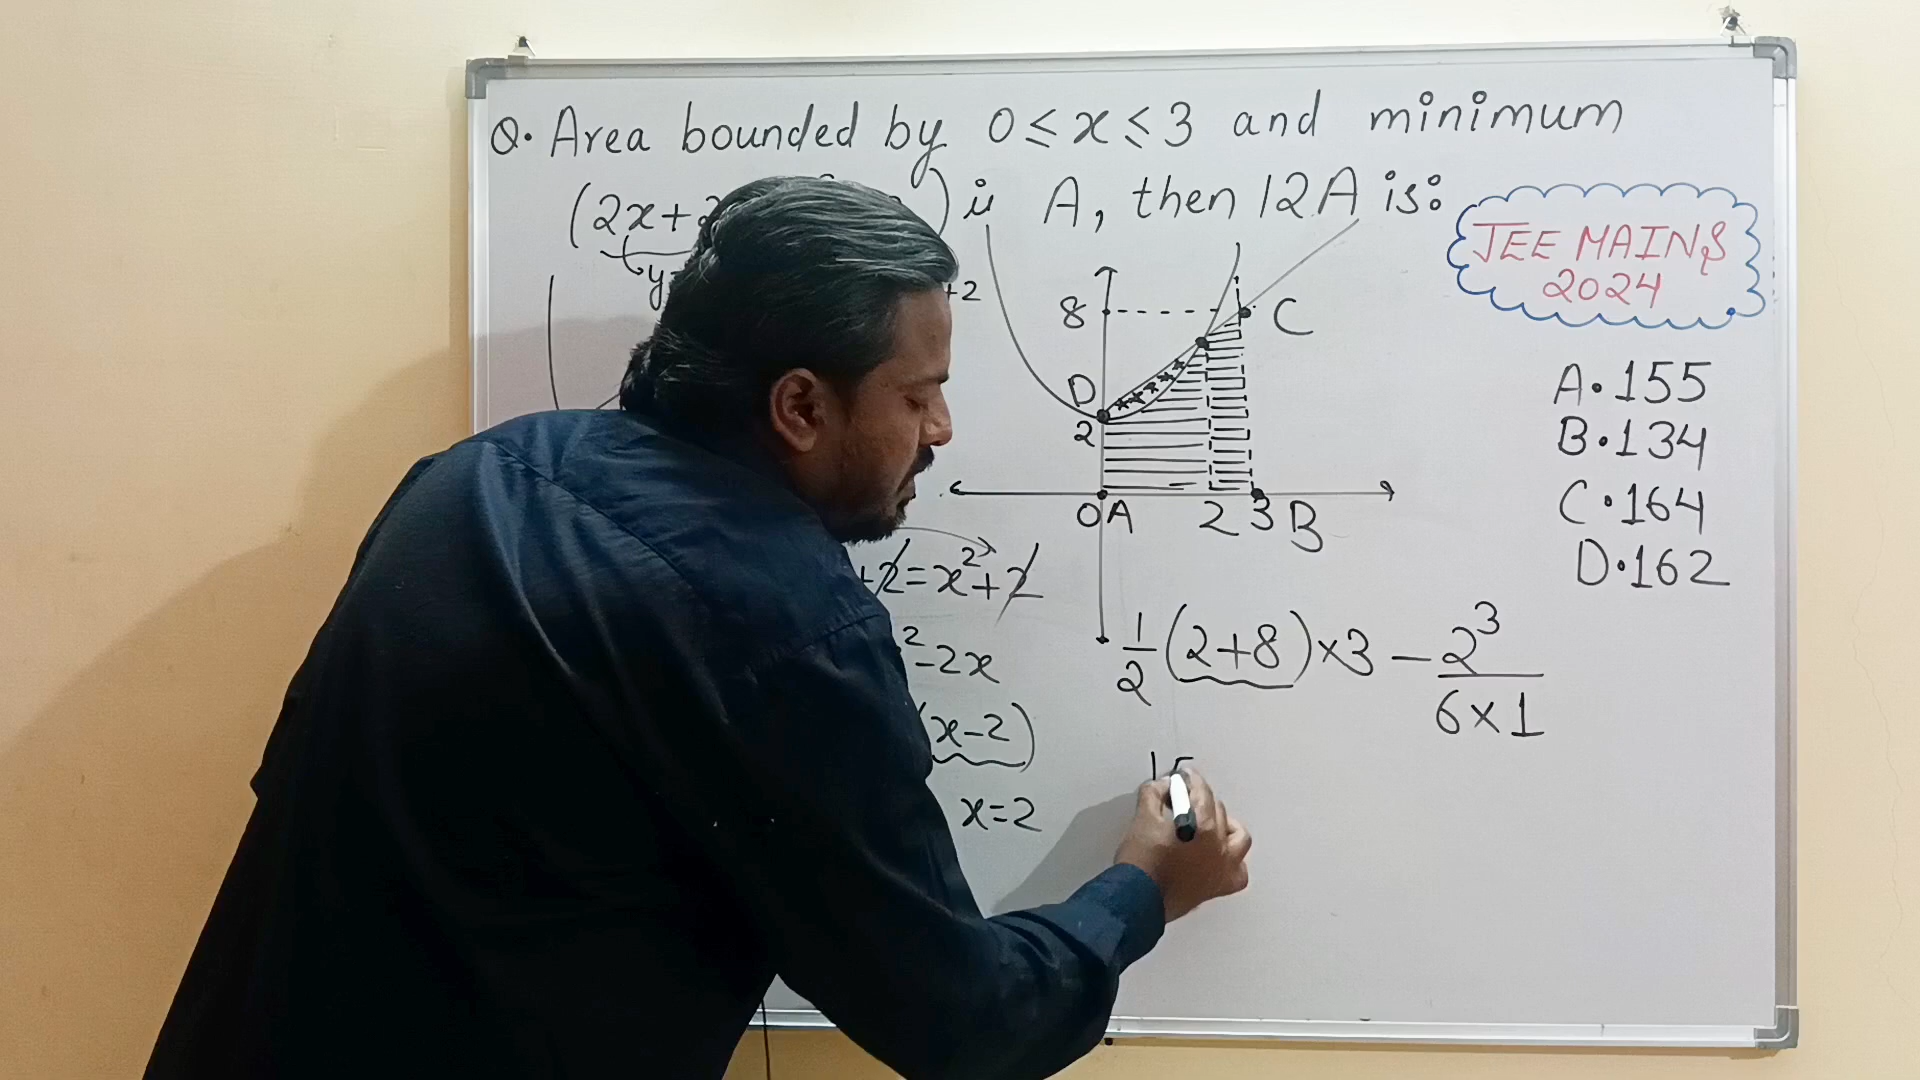 Q. Area bounded by 0≤x≤3 and minimum
(2x+2 ) is A, then 12A is:
y +2
JEE MAINS
2024
8 C
D
2
0 A 2 3 B
A. 155
B. 134
C. 164
D. 162
+2=x²+2
²-2x
(x-2)
x=2
1/2 (2+8)×3 - 2³/6×1
15